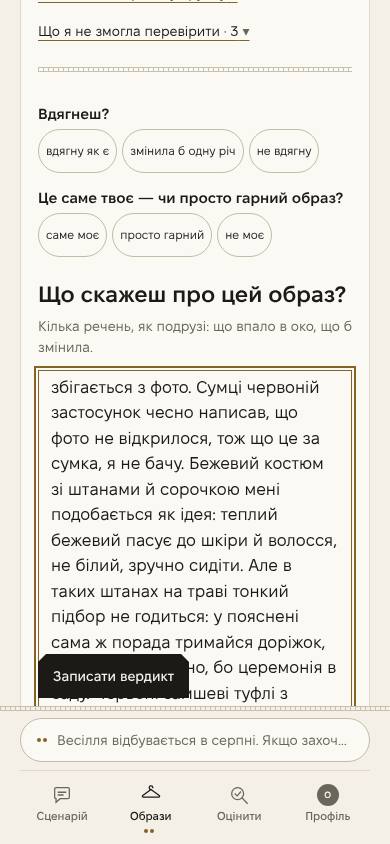 Що я не змогла перевірити · 3 ▾
Вдягнеш?
вдягну як є
змінила б одну річ
не вдягну
Це саме твоє — чи просто гарний образ?
саме моє
просто гарний
не моє
Що скажеш про цей образ?
Кілька речень, як подрузі: що впало в око, що б
змінила.
збігається з фото. Сумці червоній
застосунок чесно написав, що
фото не відкрилося, тож що це за
сумка, я не бачу. Бежевий костюм
зі штанами й сорочкою мені
подобається як ідея: теплий
бежевий пасує до шкіри й волосся,
не білий, зручно сидіти. Але в
таких штанах на траві тонкий
підбор не годиться: у пояснені
сама ж порада тримайся доріжок,
но, бо церемонія в
туфлі з
Записати вердикт
Весілля відбувається в серпні. Якщо захоч...
Сценарій
Образи
Оцінити
О
Профіль